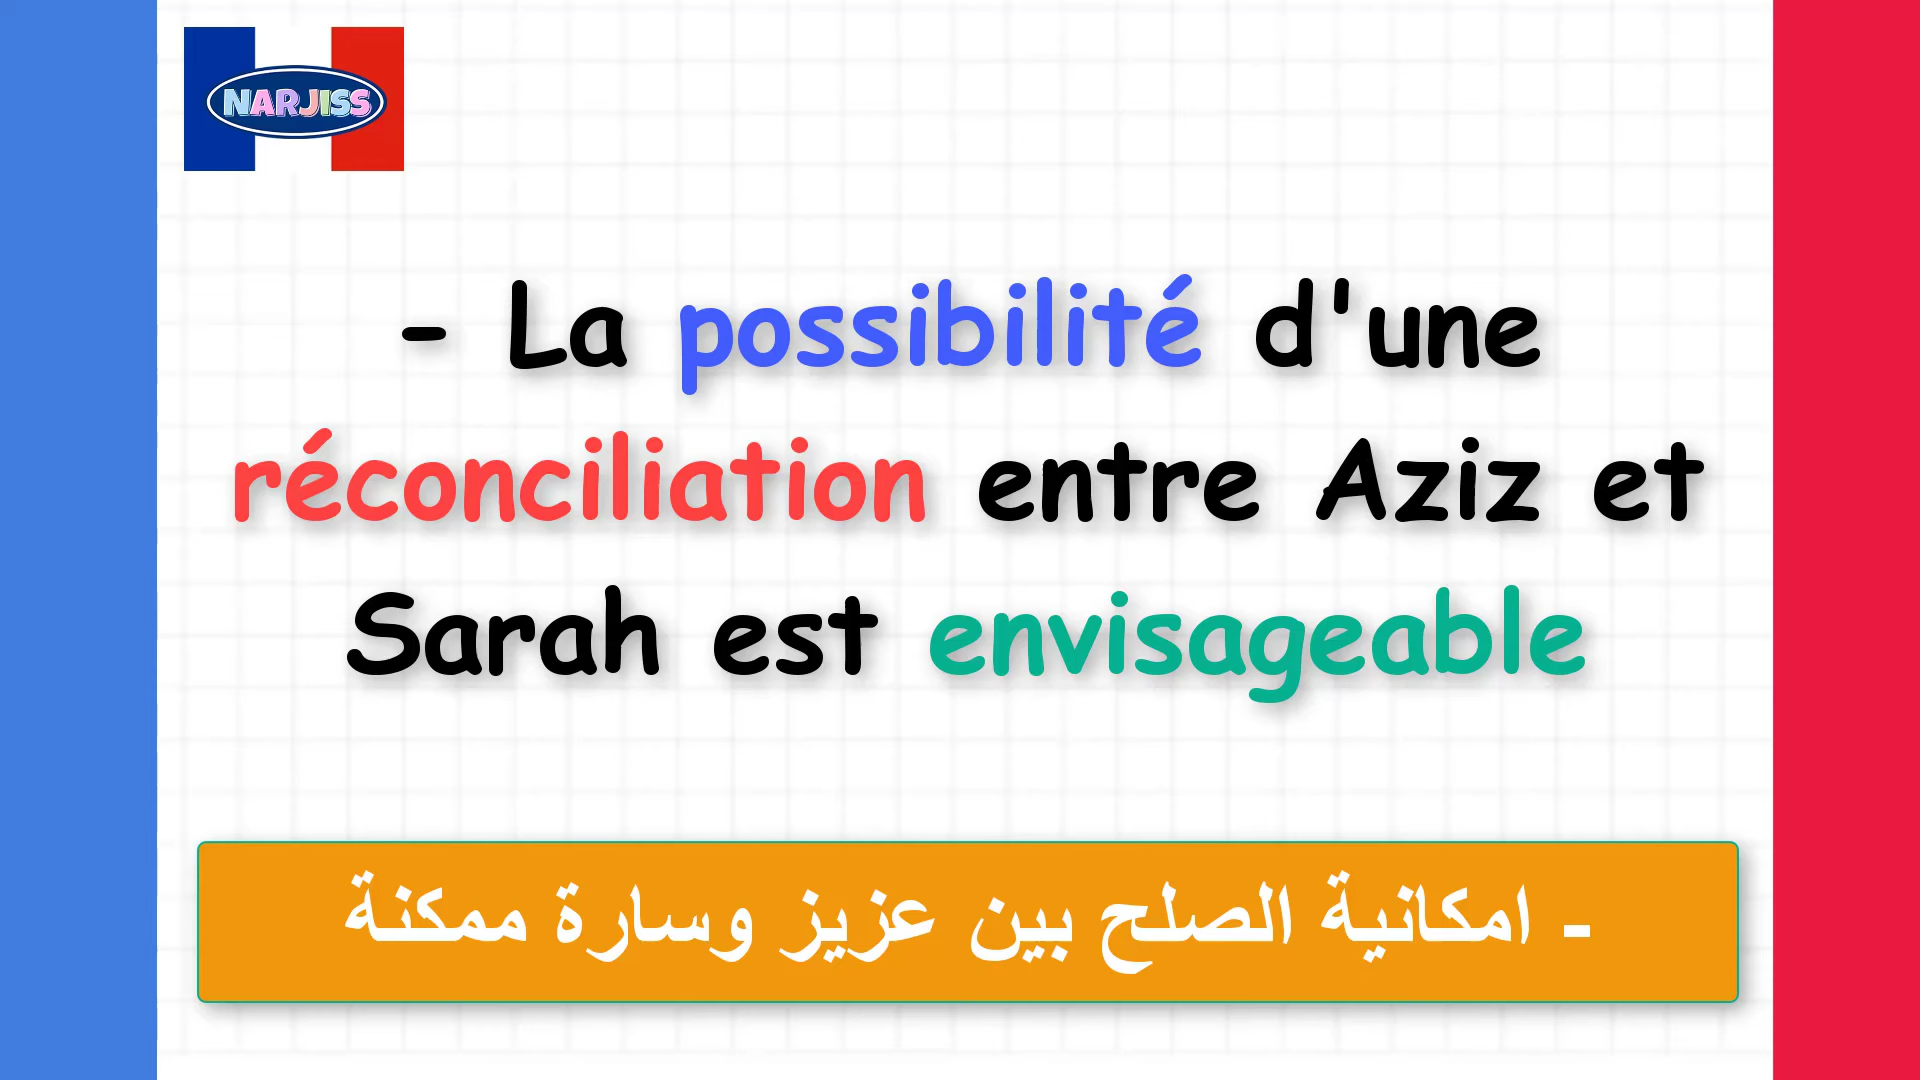 NARJISS
- La possibilité d'une
réconciliation entre Aziz et
Sarah est envisageable
- امكانية الصلح بين عزيز وسارة ممكنة